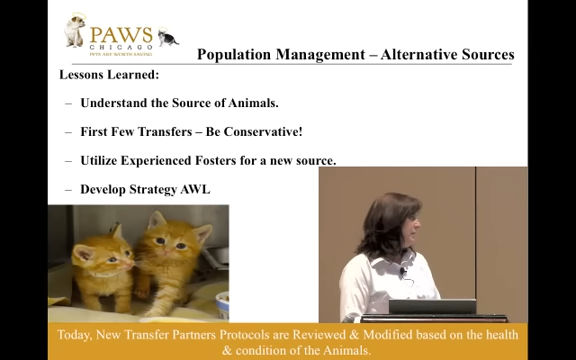 PAWS
CHICAGO
PETS ARE WORTH SAVING
Population Management – Alternative Sources
Lessons Learned:
– Understand the Source of Animals.
– First Few Transfers – Be Conservative!
– Utilize Experienced Fosters for a new source.
– Develop Strategy AWL
Today, New Transfer Partners Protocols are Reviewed & Modified based on the health
& condition of the Animals.